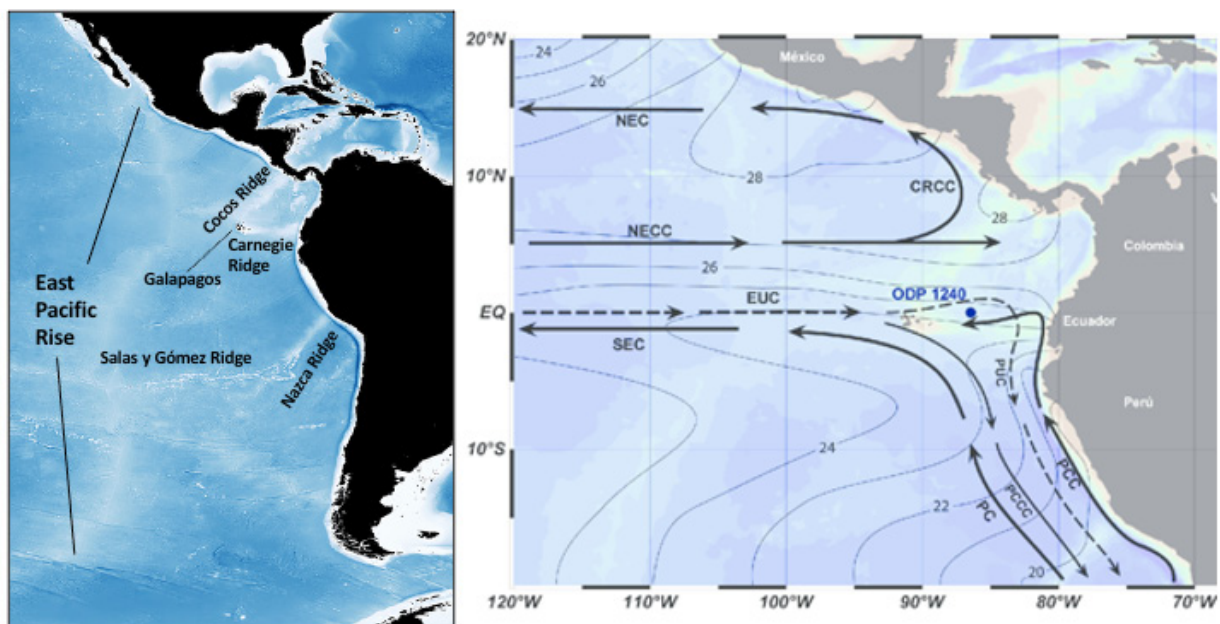 Cocos Ridge
Carnegie
Ridge
Galapagos
East
Pacific
Rise
Salas y Gómez Ridge
Nazca Ridge
20°N
10°N
EQ
10°S
120°W
110°W
100°W
90°W
80°W
70°W
24
26
28
28
26
24
22
20
México
Colombia
Ecuador
Perú
NEC
CRCC
NECC
ODP 1240
EUC
SEC
PUC
PCC
PCCC
PC